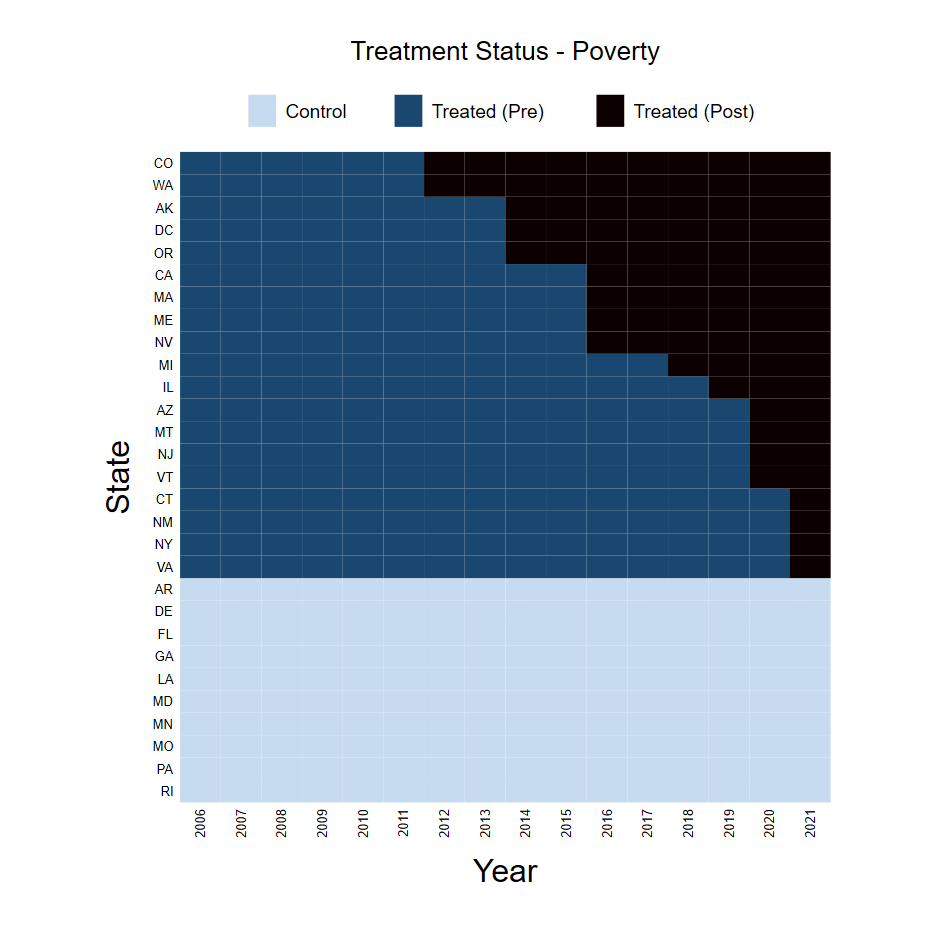 Treatment Status - Poverty
Control Treated (Pre) Treated (Post)
CO
WA
AK
DC
OR
CA
MA
ME
NV
MI
IL
AZ
MT
NJ
VT
CT
NM
NY
VA
AR
DE
FL
GA
LA
MD
MN
MO
PA
RI
State
2006 2007 2008 2009 2010 2011 2012 2013 2014 2015 2016 2017 2018 2019 2020 2021
Year